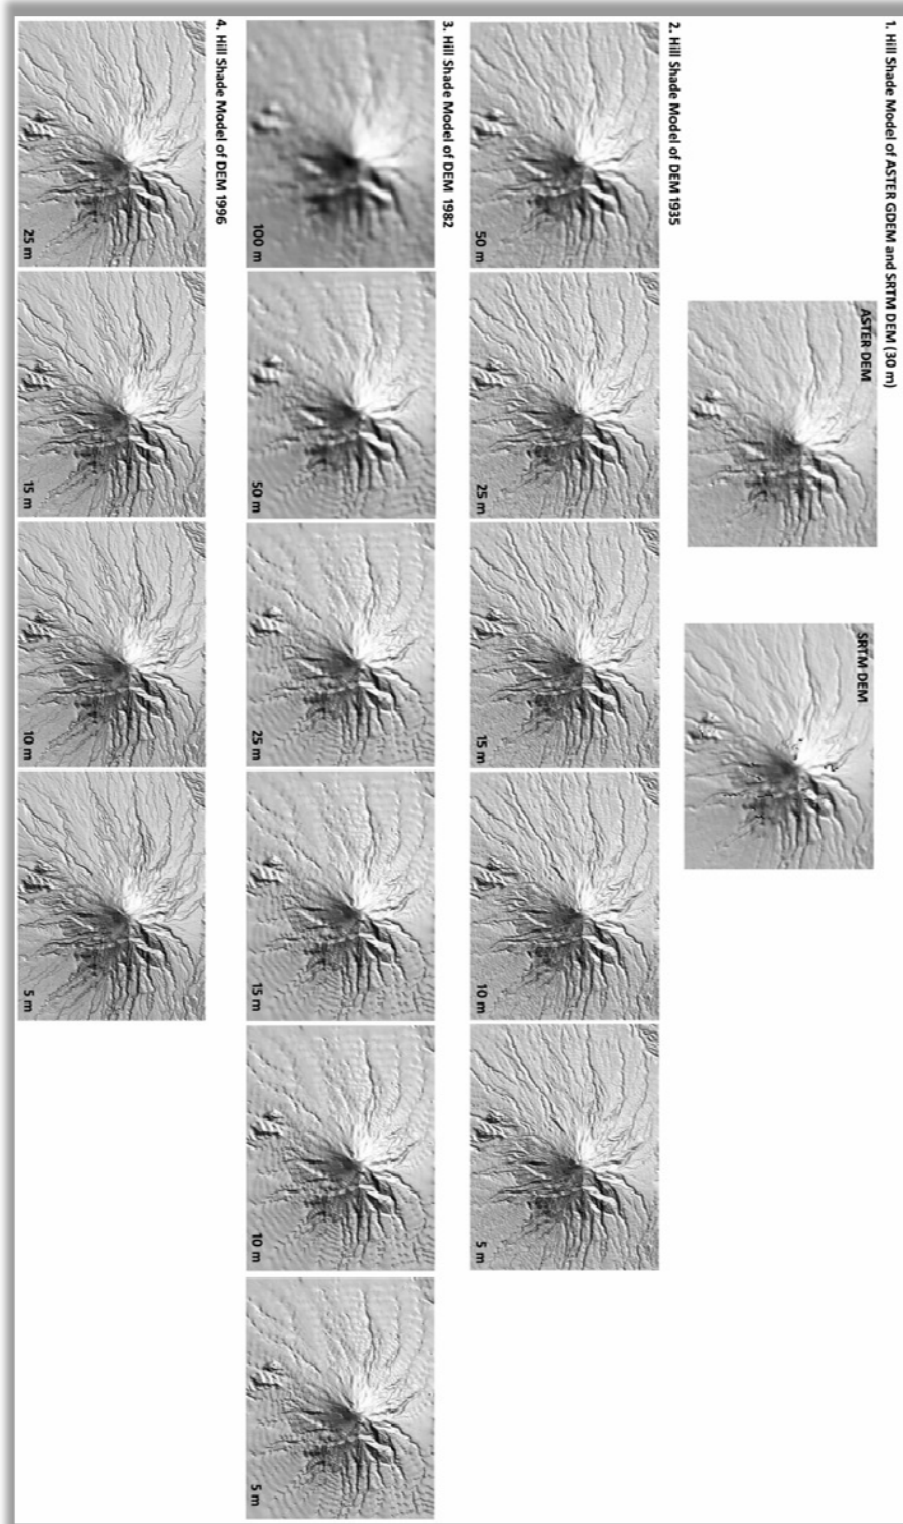 1. Hill Shade Model of ASTER GDEM and SRTM DEM (30 m)
ASTER DEM
SRTM DEM
2. Hill Shade Model of DEM 1935
50 m
25 m
15 m
10 m
5 m
3. Hill Shade Model of DEM 1982
100 m
50 m
25 m
15 m
10 m
5 m
4. Hill Shade Model of DEM 1996
25 m
15 m
10 m
5 m